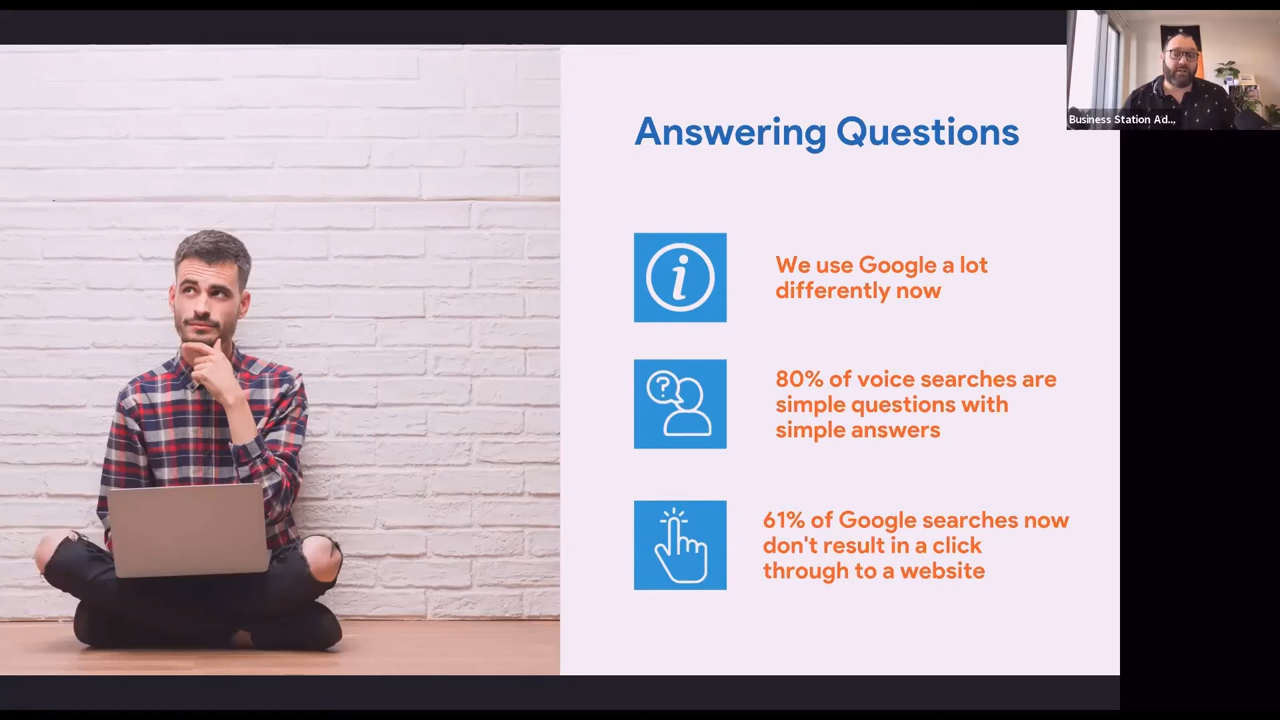 Answering Questions
We use Google a lot
differently now
80% of voice searches are
simple questions with
simple answers
61% of Google searches now
don't result in a click
through to a website
Business Station Ad...